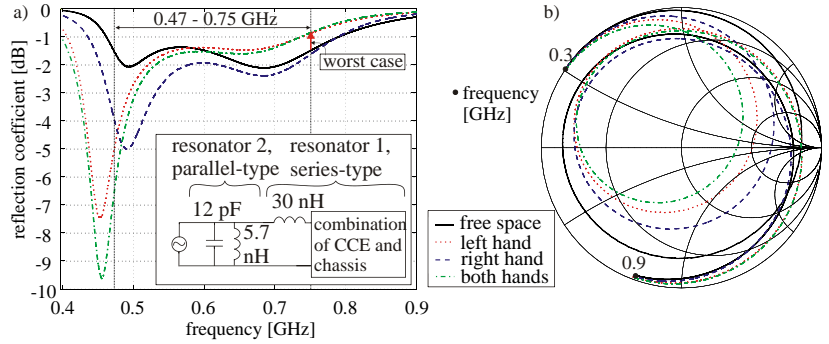 a)
0.47 - 0.75 GHz
worst case
reflection coefficient [dB]
0
-1
-2
-3
-4
-5
-6
-7
-8
-9
-10
resonator 2, parallel-type
resonator 1, series-type
12 pF
30 nH
5.7 nH
combination of CCE and chassis
0.4
0.5
0.6
0.7
0.8
0.9
frequency [GHz]
b)
0.3
frequency [GHz]
free space
left hand
right hand
both hands
0.9